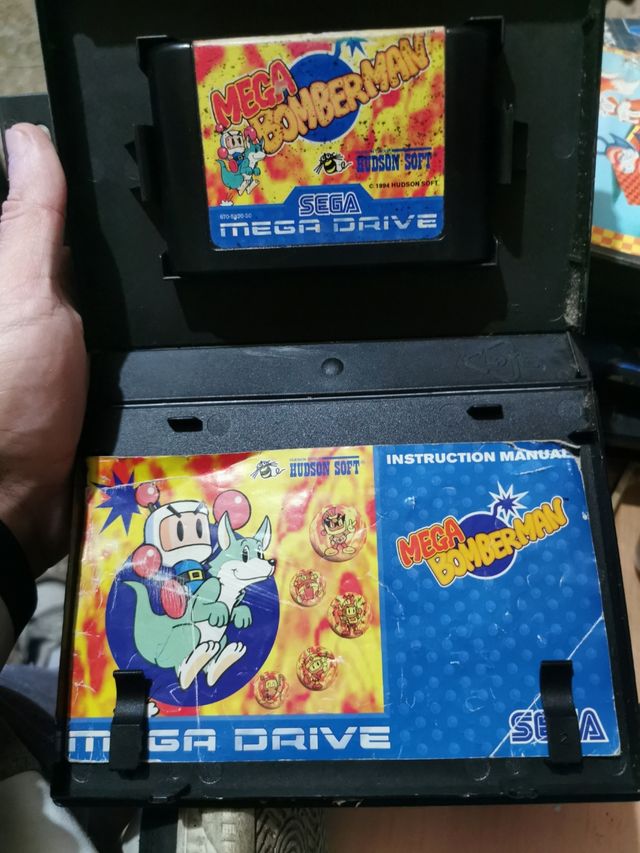 MEGA
BOMBERMAN
HUDSON SOFT
© 1994 HUDSON SOFT
SEGA
MEGA DRIVE
HUDSON SOFT
INSTRUCTION MANUAL
MEGA
BOMBERMAN
MEGA DRIVE
SEGA